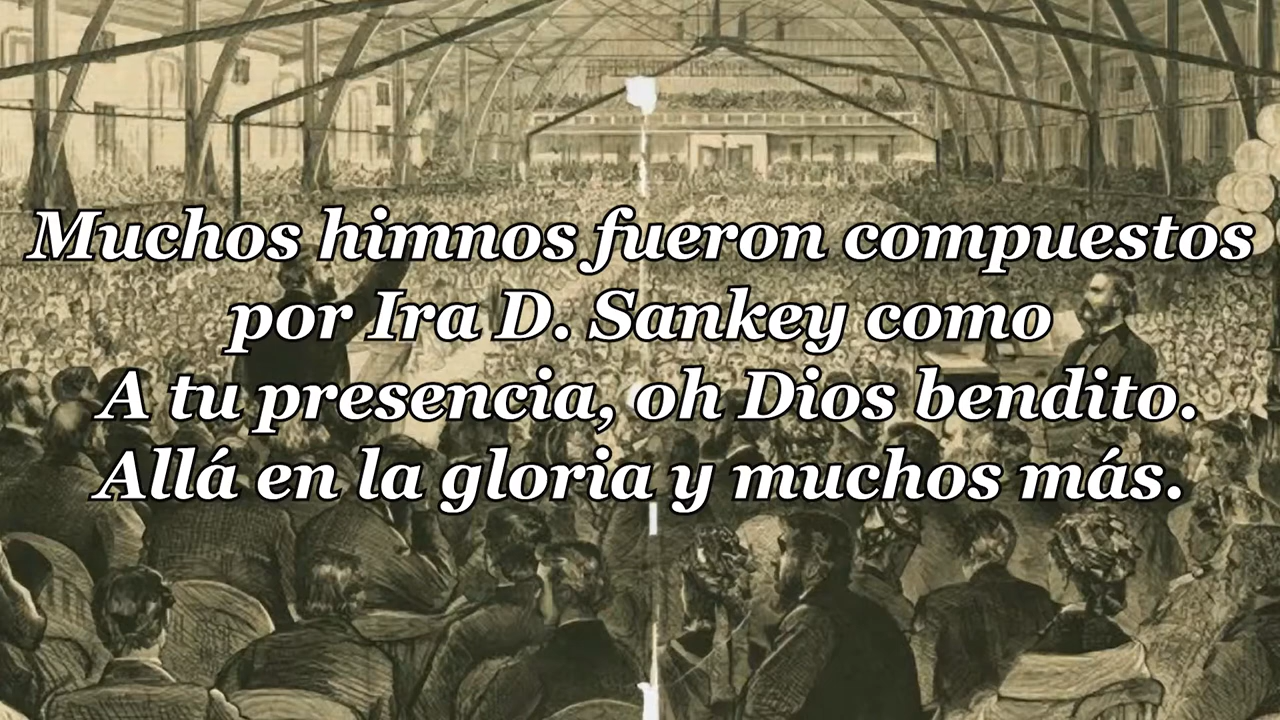 Muchos himnos fueron compuestos
por Ira D. Sankey como
A tu presencia, oh Dios bendito.
Allá en la gloria y muchos más.